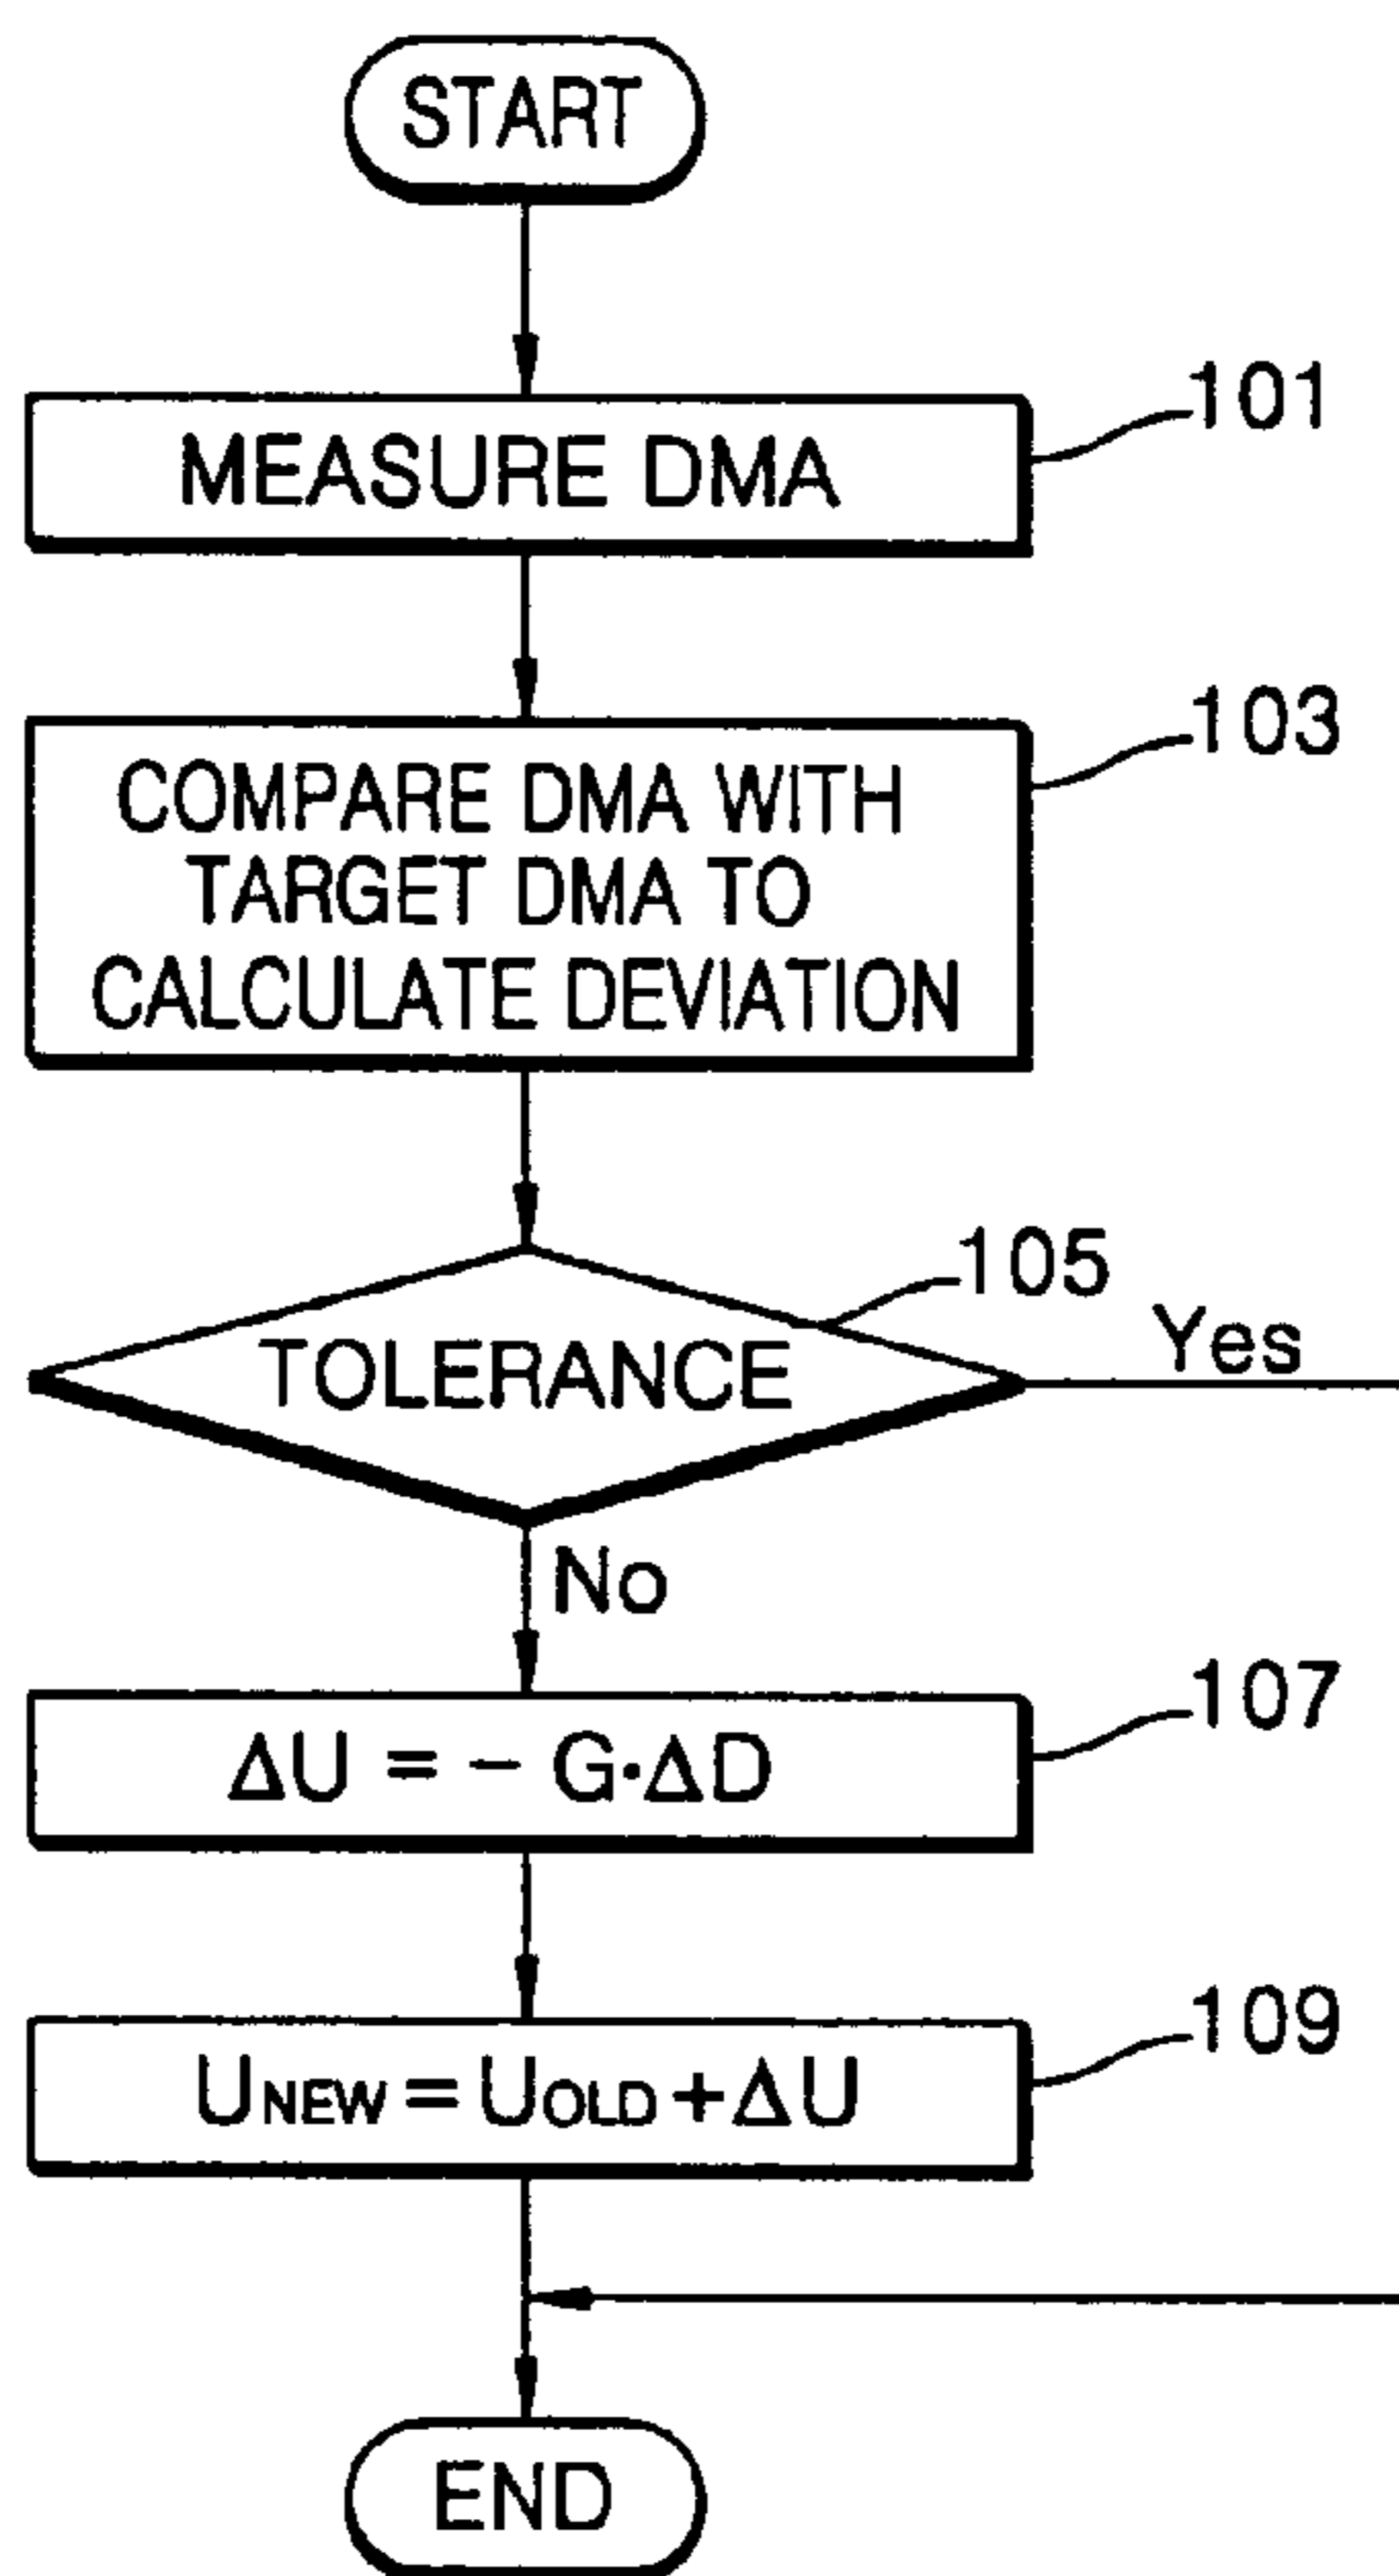 START
101
MEASURE DMA
103
COMPARE DMA WITH
TARGET DMA TO
CALCULATE DEVIATION
105
TOLERANCE
Yes
No
107
ΔU = - G·ΔD
109
UNEW = UOLD + ΔU
END